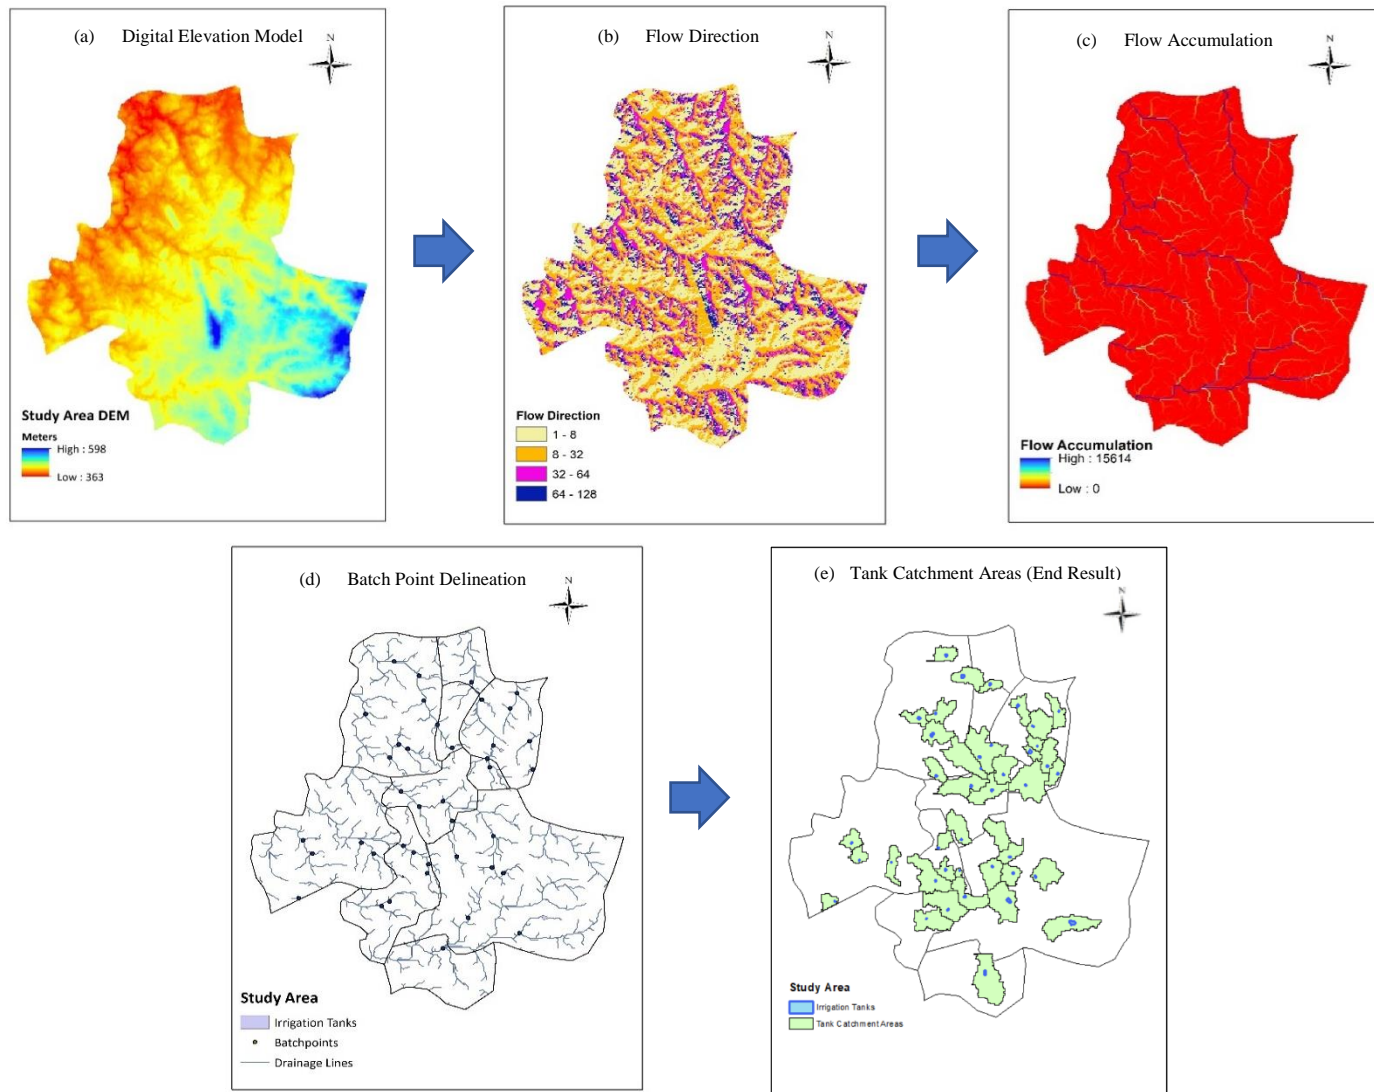 (a) Digital Elevation Model
N
Study Area DEM
Meters
High : 598
Low : 363
(b) Flow Direction
N
Flow Direction
1 - 8
8 - 32
32 - 64
64 - 128
(c) Flow Accumulation
N
Flow Accumulation
High : 15614
Low : 0
(d) Batch Point Delineation
N
Study Area
Irrigation Tanks
Batchpoints
Drainage Lines
(e) Tank Catchment Areas (End Result)
N
Study Area
Irrigation Tanks
Tank Catchment Areas